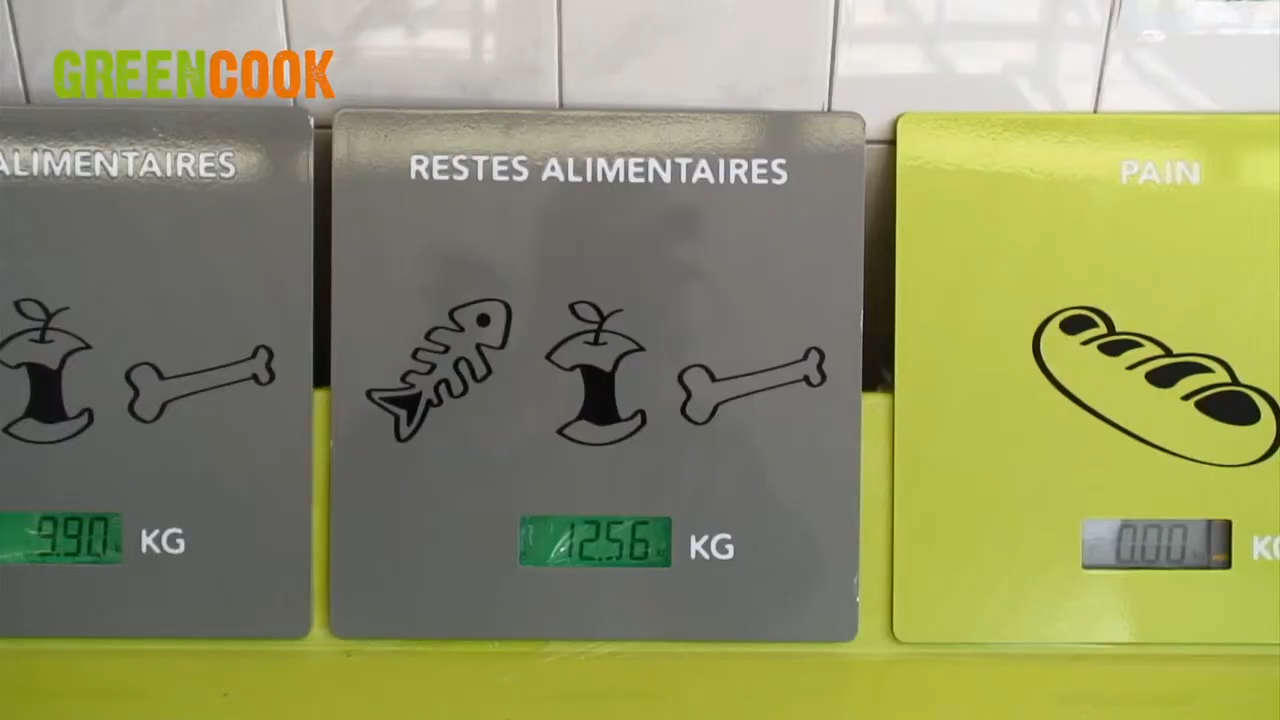 GREENCOOK
ALIMENTAIRES
RESTES ALIMENTAIRES
PAIN
9.90 KG
12.56 KG
0.00